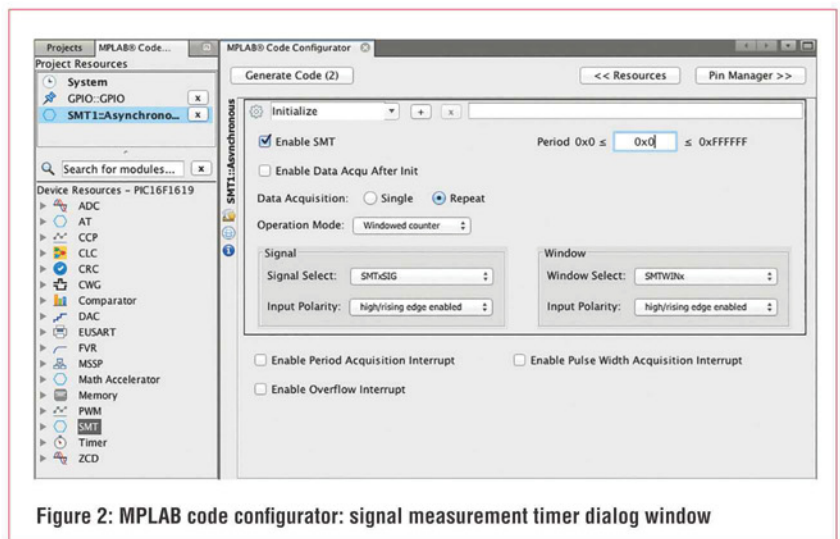 Projects MPLAB® Code...
Project Resources
System
GPIO::GPIO x
SMT1::Asynchrono... x
Search for modules... x
Device Resources - PIC16F1619
ADC
AT
CCP
CLC
CRC
CWG
Comparator
DAC
EUSART
FVR
MSSP
Math Accelerator
Memory
PWM
SMT
Timer
ZCD
MPLAB® Code Configurator
Generate Code (2) << Resources Pin Manager >>
SMT1::Asynchronous
Initialize + x
Enable SMT Period 0x0 ≤ 0x0 ≤ 0xFFFFFF
Enable Data Acqu After Init
Data Acquisition: Single Repeat
Operation Mode: Windowed counter
Signal
Signal Select: SMTxSIG
Input Polarity: high/rising edge enabled
Window
Window Select: SMTWINx
Input Polarity: high/rising edge enabled
Enable Period Acquisition Interrupt Enable Pulse Width Acquisition Interrupt
Enable Overflow Interrupt
Figure 2: MPLAB code configurator: signal measurement timer dialog window